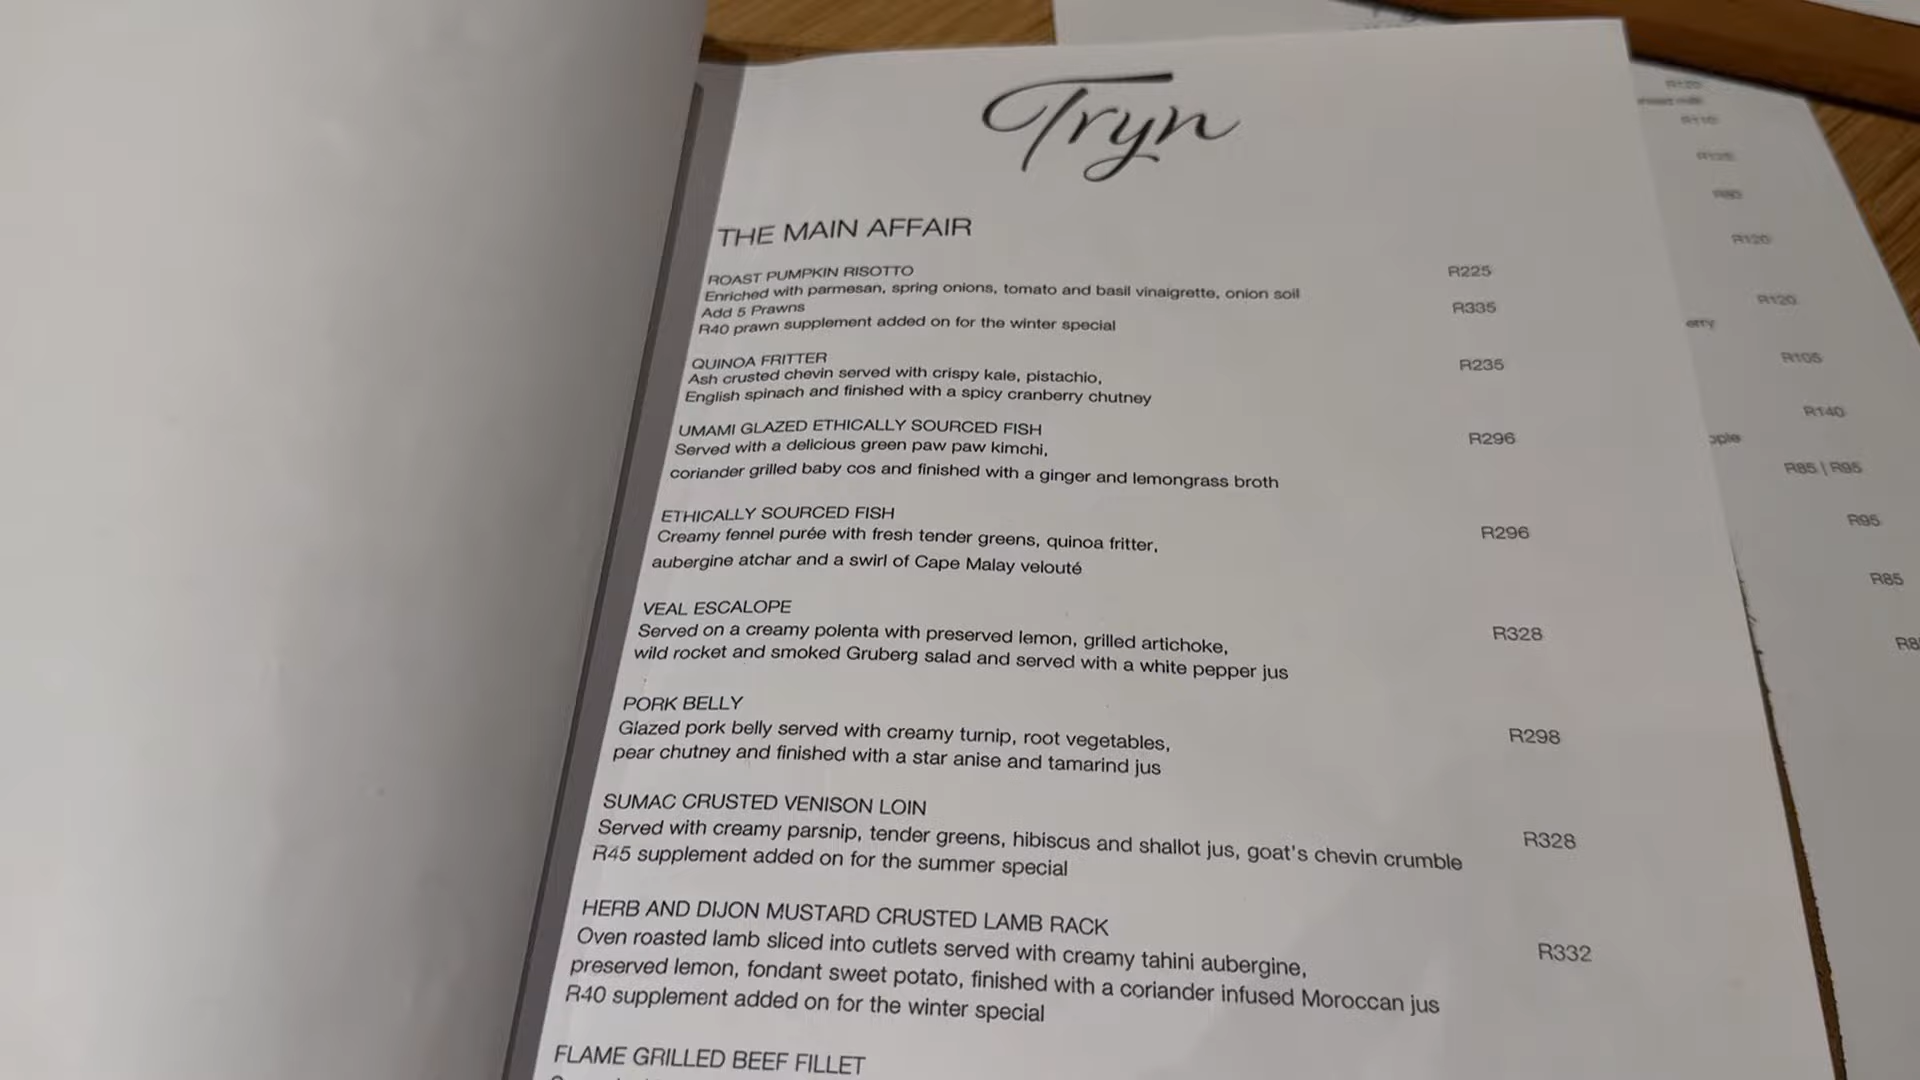 Tryn
THE MAIN AFFAIR
ROAST PUMPKIN RISOTTO R225
Enriched with parmesan, spring onions, tomato and basil vinaigrette, onion soil
Add 5 Prawns R335
R40 prawn supplement added on for the winter special
QUINOA FRITTER R235
Ash crusted chevin served with crispy kale, pistachio,
English spinach and finished with a spicy cranberry chutney
UMAMI GLAZED ETHICALLY SOURCED FISH R296
Served with a delicious green paw paw kimchi,
coriander grilled baby cos and finished with a ginger and lemongrass broth
ETHICALLY SOURCED FISH R296
Creamy fennel purée with fresh tender greens, quinoa fritter,
aubergine atchar and a swirl of Cape Malay velouté
VEAL ESCALOPE R328
Served on a creamy polenta with preserved lemon, grilled artichoke,
wild rocket and smoked Gruberg salad and served with a white pepper jus
PORK BELLY R298
Glazed pork belly served with creamy turnip, root vegetables,
pear chutney and finished with a star anise and tamarind jus
SUMAC CRUSTED VENISON LOIN R328
Served with creamy parsnip, tender greens, hibiscus and shallot jus, goat's chevin crumble
R45 supplement added on for the summer special
HERB AND DIJON MUSTARD CRUSTED LAMB RACK R332
Oven roasted lamb sliced into cutlets served with creamy tahini aubergine,
preserved lemon, fondant sweet potato, finished with a coriander infused Moroccan jus
R40 supplement added on for the winter special
FLAME GRILLED BEEF FILLET
R120
R120
R105
R140
R85 | R95
R95
R85